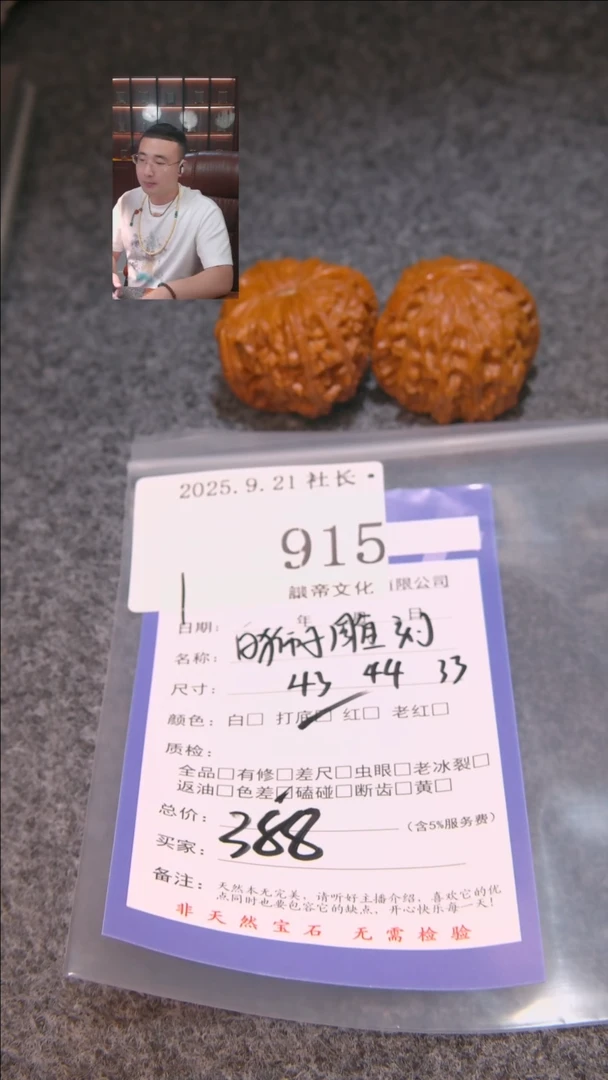 2025.9.21 社长
915
戩帝文化 有限公司
日期: 年 月 日
名称: 狮子雕刻
尺寸: 43 44 33
颜色: 白□ 打底☑ 红□ 老红□
质检:
全品□有修□差尺□虫眼□老冰裂□
返油□色差☑磕碰□断齿□黄□
总价: 388 (含5%服务费)
买家:
备注: 天然本无完美, 请听好主播介绍, 喜欢它的优
点同时也要包容它的缺点, 开心快乐每一天!
非天然宝石 无需检验